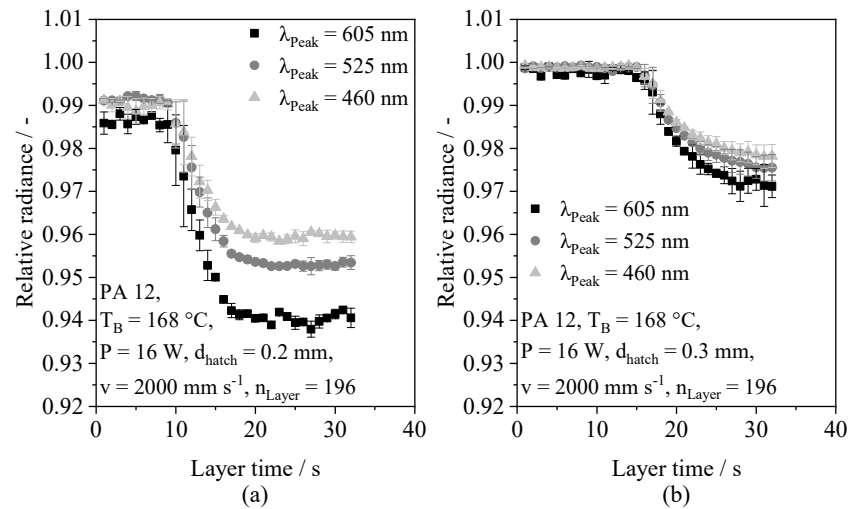 1.01
1.00
0.99
0.98
0.97
0.96
0.95
0.94
0.93
0.92
Relative radiance / -
λPeak = 605 nm
λPeak = 525 nm
λPeak = 460 nm
PA 12,
TB = 168 °C,
P = 16 W, dhatch = 0.2 mm,
v = 2000 mm s⁻¹, nLayer = 196
0 10 20 30 40
Layer time / s
(a)
1.01
1.00
0.99
0.98
0.97
0.96
0.95
0.94
0.93
0.92
Relative radiance / -
λPeak = 605 nm
λPeak = 525 nm
λPeak = 460 nm
PA 12, TB = 168 °C,
P = 16 W, dhatch = 0.3 mm,
v = 2000 mm s⁻¹, nLayer = 196
0 10 20 30 40
Layer time / s
(b)